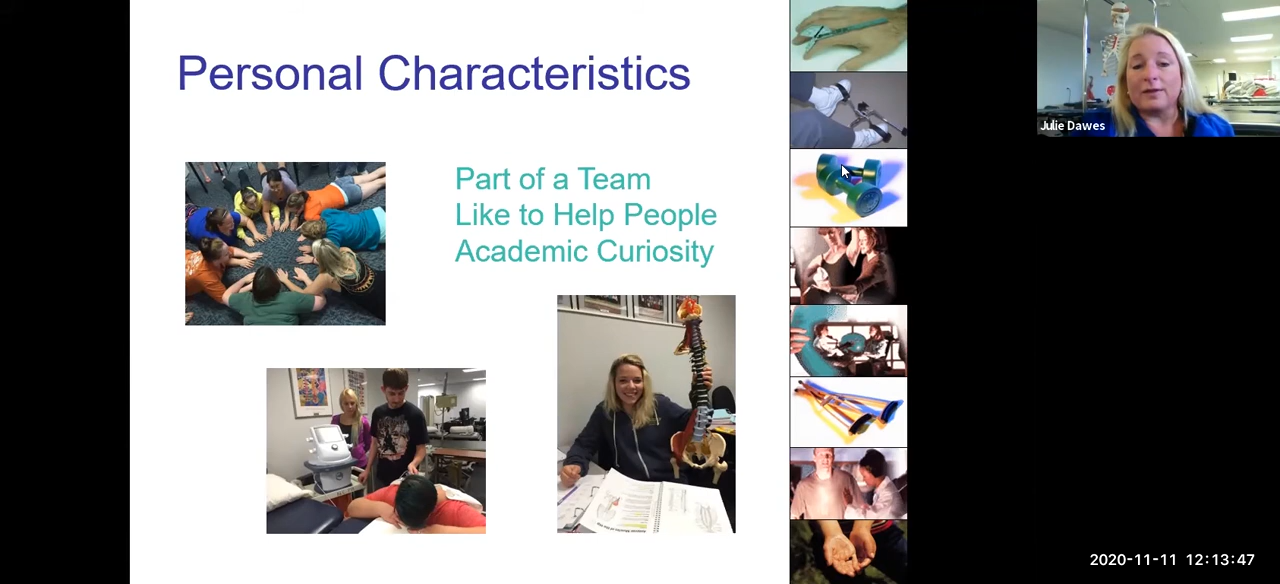 Personal Characteristics
Part of a Team
Like to Help People
Academic Curiosity
Julie Dawes
2020-11-11 12:13:47